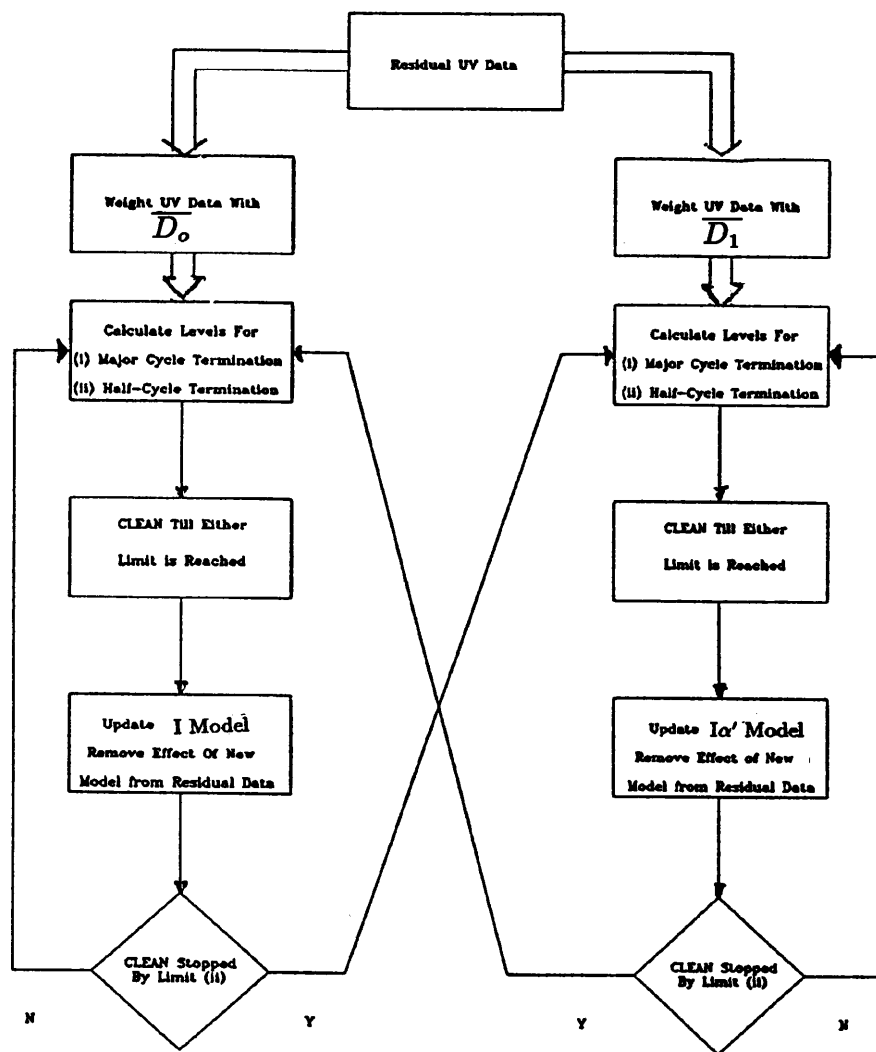 Residual UV Data
Weight UV Data With
D̅ₒ
Calculate Levels For
(i) Major Cycle Termination
(ii) Half-Cycle Termination
CLEAN Till Either
Limit is Reached
Update I Model
Remove Effect Of New
Model from Residual Data
CLEAN Stopped
By Limit (ii)
N
Y
Weight UV Data With
D̅₁
Calculate Levels For
(i) Major Cycle Termination
(ii) Half-Cycle Termination
CLEAN Till Either
Limit is Reached
Update Iα′ Model
Remove Effect of New
Model from Residual Data
CLEAN Stopped
By Limit (ii)
Y
N